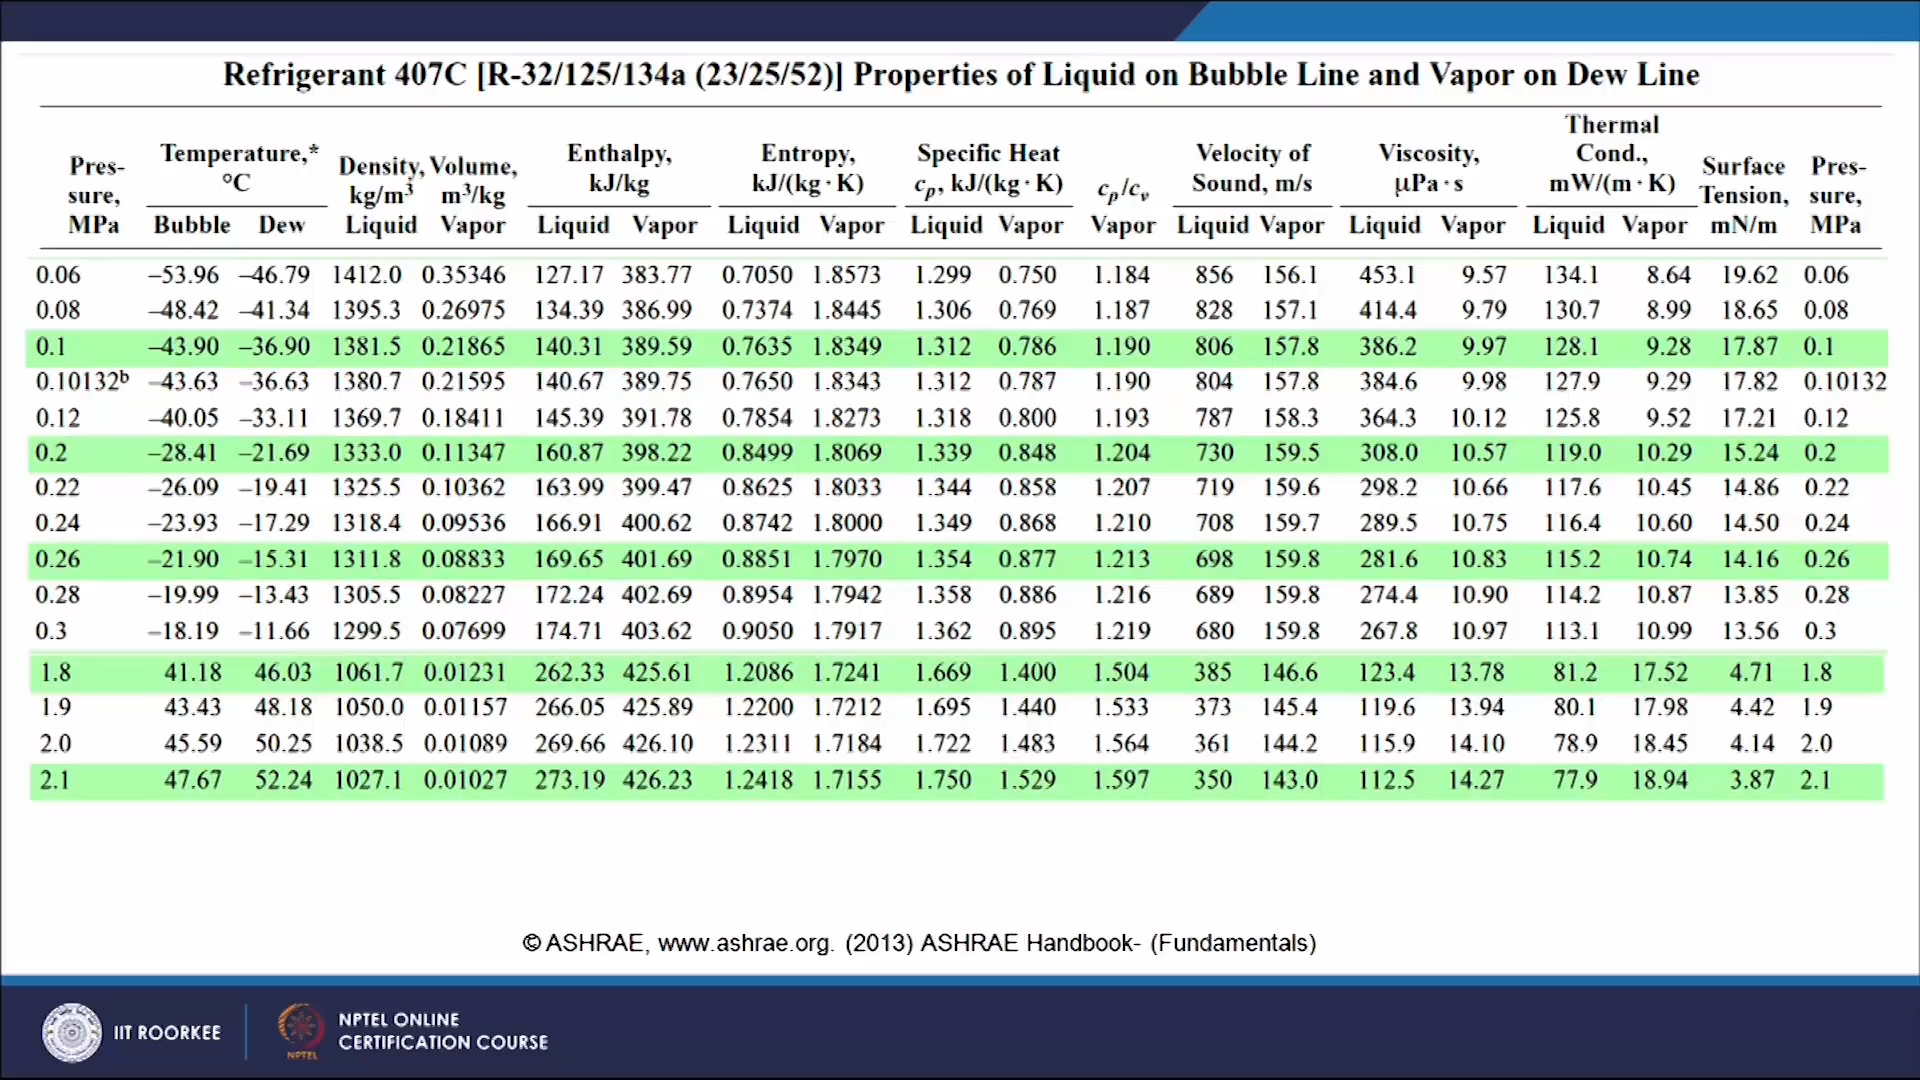 Refrigerant 407C [R-32/125/134a (23/25/52)] Properties of Liquid on Bubble Line and Vapor on Dew Line
Pres-sure, MPa Temperature,* °C Density, kg/m³ Volume, m³/kg Enthalpy, kJ/kg Entropy, kJ/(kg · K) Specific Heat cp, kJ/(kg · K) cp/cv Velocity of Sound, m/s Viscosity, μPa · s Thermal Cond., mW/(m · K) Surface Tension, mN/m Pres-sure, MPa
Bubble Dew Liquid Vapor Liquid Vapor Liquid Vapor Liquid Vapor Vapor Liquid Vapor Liquid Vapor Liquid Vapor
0.06 –53.96 –46.79 1412.0 0.35346 127.17 383.77 0.7050 1.8573 1.299 0.750 1.184 856 156.1 453.1 9.57 134.1 8.64 19.62 0.06
0.08 –48.42 –41.34 1395.3 0.26975 134.39 386.99 0.7374 1.8445 1.306 0.769 1.187 828 157.1 414.4 9.79 130.7 8.99 18.65 0.08
0.1 –43.90 –36.90 1381.5 0.21865 140.31 389.59 0.7635 1.8349 1.312 0.786 1.190 806 157.8 386.2 9.97 128.1 9.28 17.87 0.1
0.10132ᵇ –43.63 –36.63 1380.7 0.21595 140.67 389.75 0.7650 1.8343 1.312 0.787 1.190 804 157.8 384.6 9.98 127.9 9.29 17.82 0.10132
0.12 –40.05 –33.11 1369.7 0.18411 145.39 391.78 0.7854 1.8273 1.318 0.800 1.193 787 158.3 364.3 10.12 125.8 9.52 17.21 0.12
0.2 –28.41 –21.69 1333.0 0.11347 160.87 398.22 0.8499 1.8069 1.339 0.848 1.204 730 159.5 308.0 10.57 119.0 10.29 15.24 0.2
0.22 –26.09 –19.41 1325.5 0.10362 163.99 399.47 0.8625 1.8033 1.344 0.858 1.207 719 159.6 298.2 10.66 117.6 10.45 14.86 0.22
0.24 –23.93 –17.29 1318.4 0.09536 166.91 400.62 0.8742 1.8000 1.349 0.868 1.210 708 159.7 289.5 10.75 116.4 10.60 14.50 0.24
0.26 –21.90 –15.31 1311.8 0.08833 169.65 401.69 0.8851 1.7970 1.354 0.877 1.213 698 159.8 281.6 10.83 115.2 10.74 14.16 0.26
0.28 –19.99 –13.43 1305.5 0.08227 172.24 402.69 0.8954 1.7942 1.358 0.886 1.216 689 159.8 274.4 10.90 114.2 10.87 13.85 0.28
0.3 –18.19 –11.66 1299.5 0.07699 174.71 403.62 0.9050 1.7917 1.362 0.895 1.219 680 159.8 267.8 10.97 113.1 10.99 13.56 0.3
1.8 41.18 46.03 1061.7 0.01231 262.33 425.61 1.2086 1.7241 1.669 1.400 1.504 385 146.6 123.4 13.78 81.2 17.52 4.71 1.8
1.9 43.43 48.18 1050.0 0.01157 266.05 425.89 1.2200 1.7212 1.695 1.440 1.533 373 145.4 119.6 13.94 80.1 17.98 4.42 1.9
2.0 45.59 50.25 1038.5 0.01089 269.66 426.10 1.2311 1.7184 1.722 1.483 1.564 361 144.2 115.9 14.10 78.9 18.45 4.14 2.0
2.1 47.67 52.24 1027.1 0.01027 273.19 426.23 1.2418 1.7155 1.750 1.529 1.597 350 143.0 112.5 14.27 77.9 18.94 3.87 2.1
© ASHRAE, www.ashrae.org. (2013) ASHRAE Handbook- (Fundamentals)
IIT ROORKEE
NPTEL
NPTEL ONLINE
CERTIFICATION COURSE